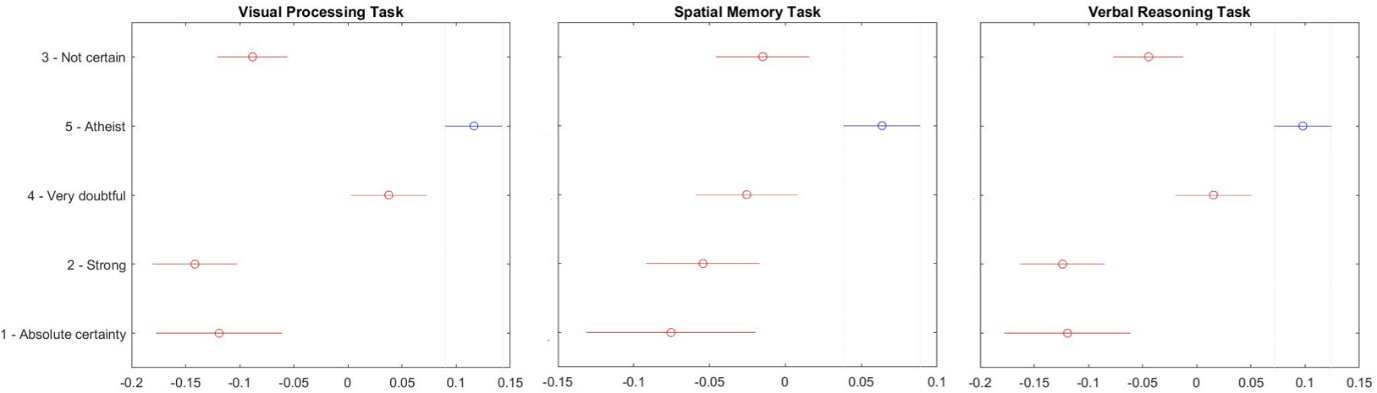 Visual Processing Task
Spatial Memory Task
Verbal Reasoning Task
3 - Not certain
5 - Atheist
4 - Very doubtful
2 - Strong
1 - Absolute certainty
-0.2 -0.15 -0.1 -0.05 0 0.05 0.1 0.15
-0.15 -0.1 -0.05 0 0.05 0.1
-0.2 -0.15 -0.1 -0.05 0 0.05 0.1 0.15